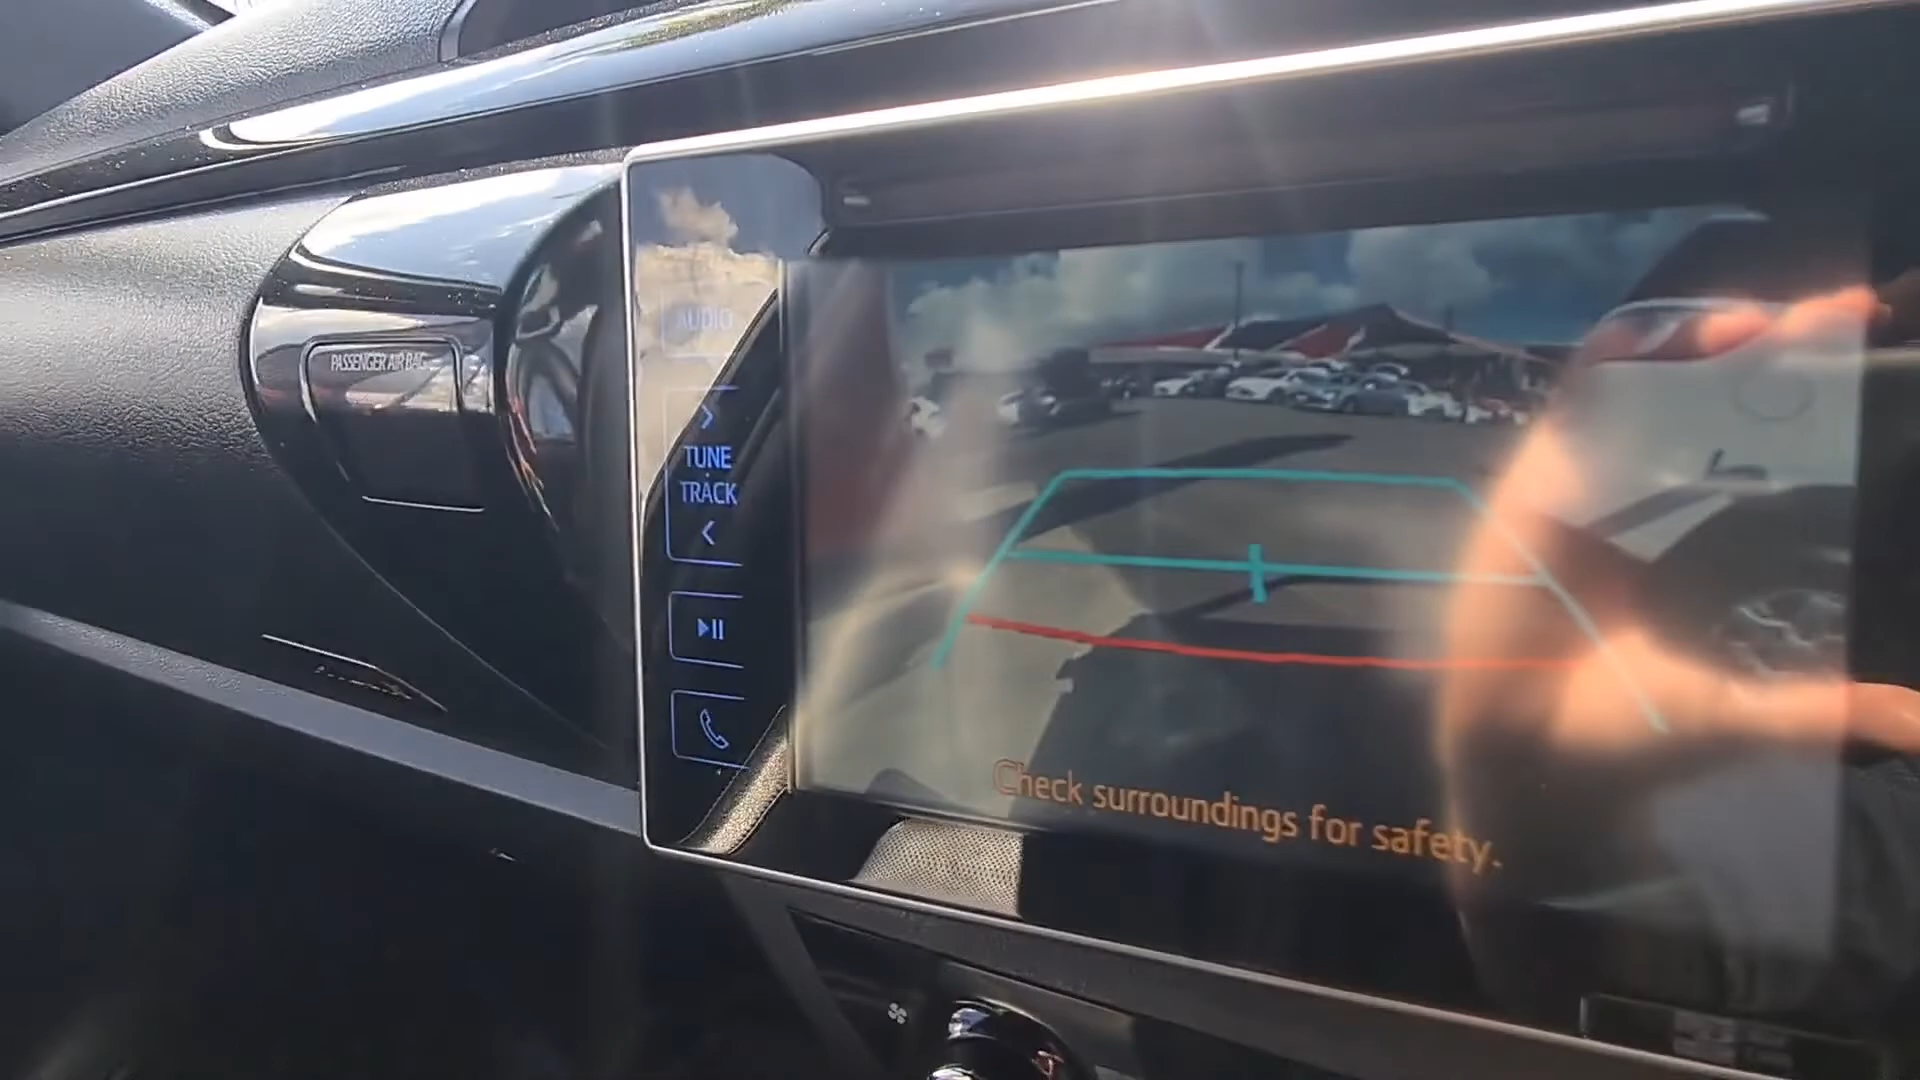 PASSENGER AIR BAG
AUDIO
TUNE
TRACK
Check surroundings for safety.